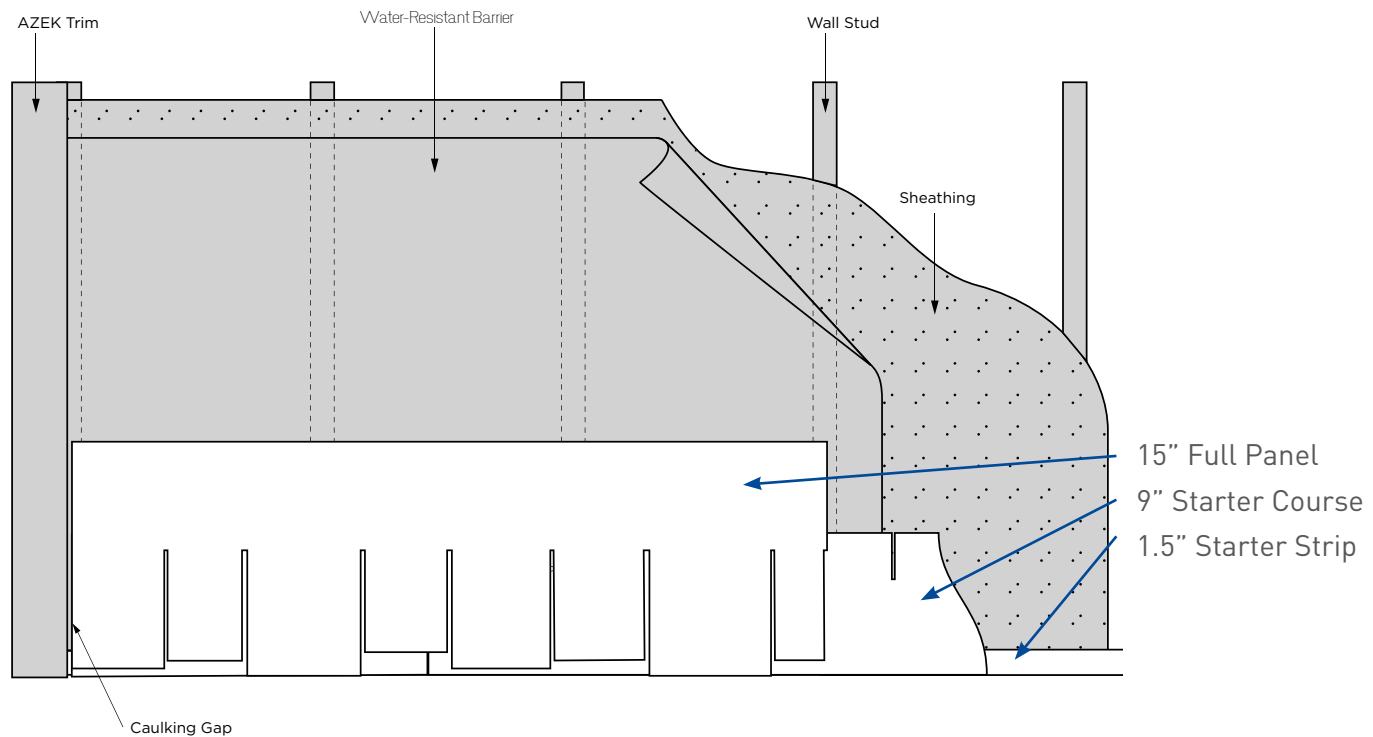 AZEK Trim
Water-Resistant Barrier
Wall Stud
Sheathing
15” Full Panel
9” Starter Course
1.5” Starter Strip
Caulking Gap